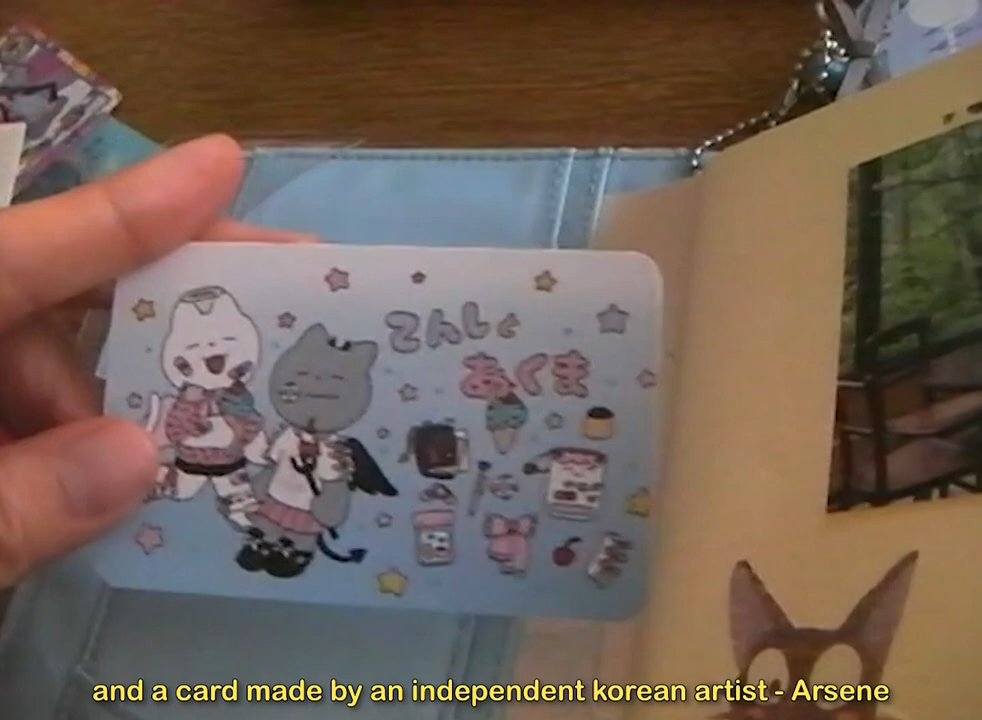 てんしと
あくま
and a card made by an independent korean artist - Arsene